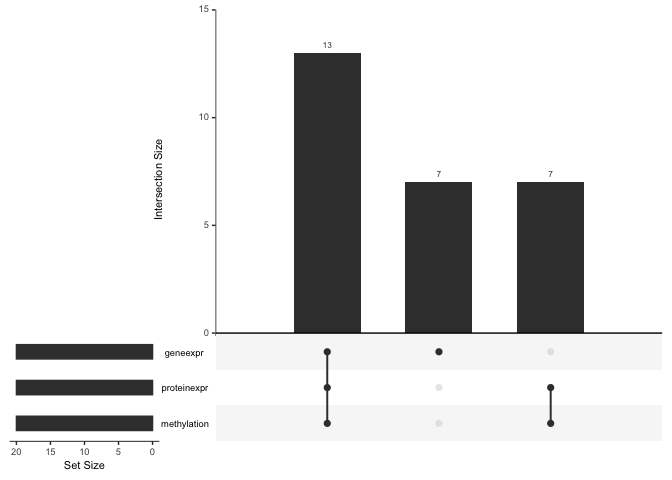 15
13
10
7
7
5
0
Intersection Size
geneexpr
proteinexpr
methylation
20 15 10 5 0
Set Size